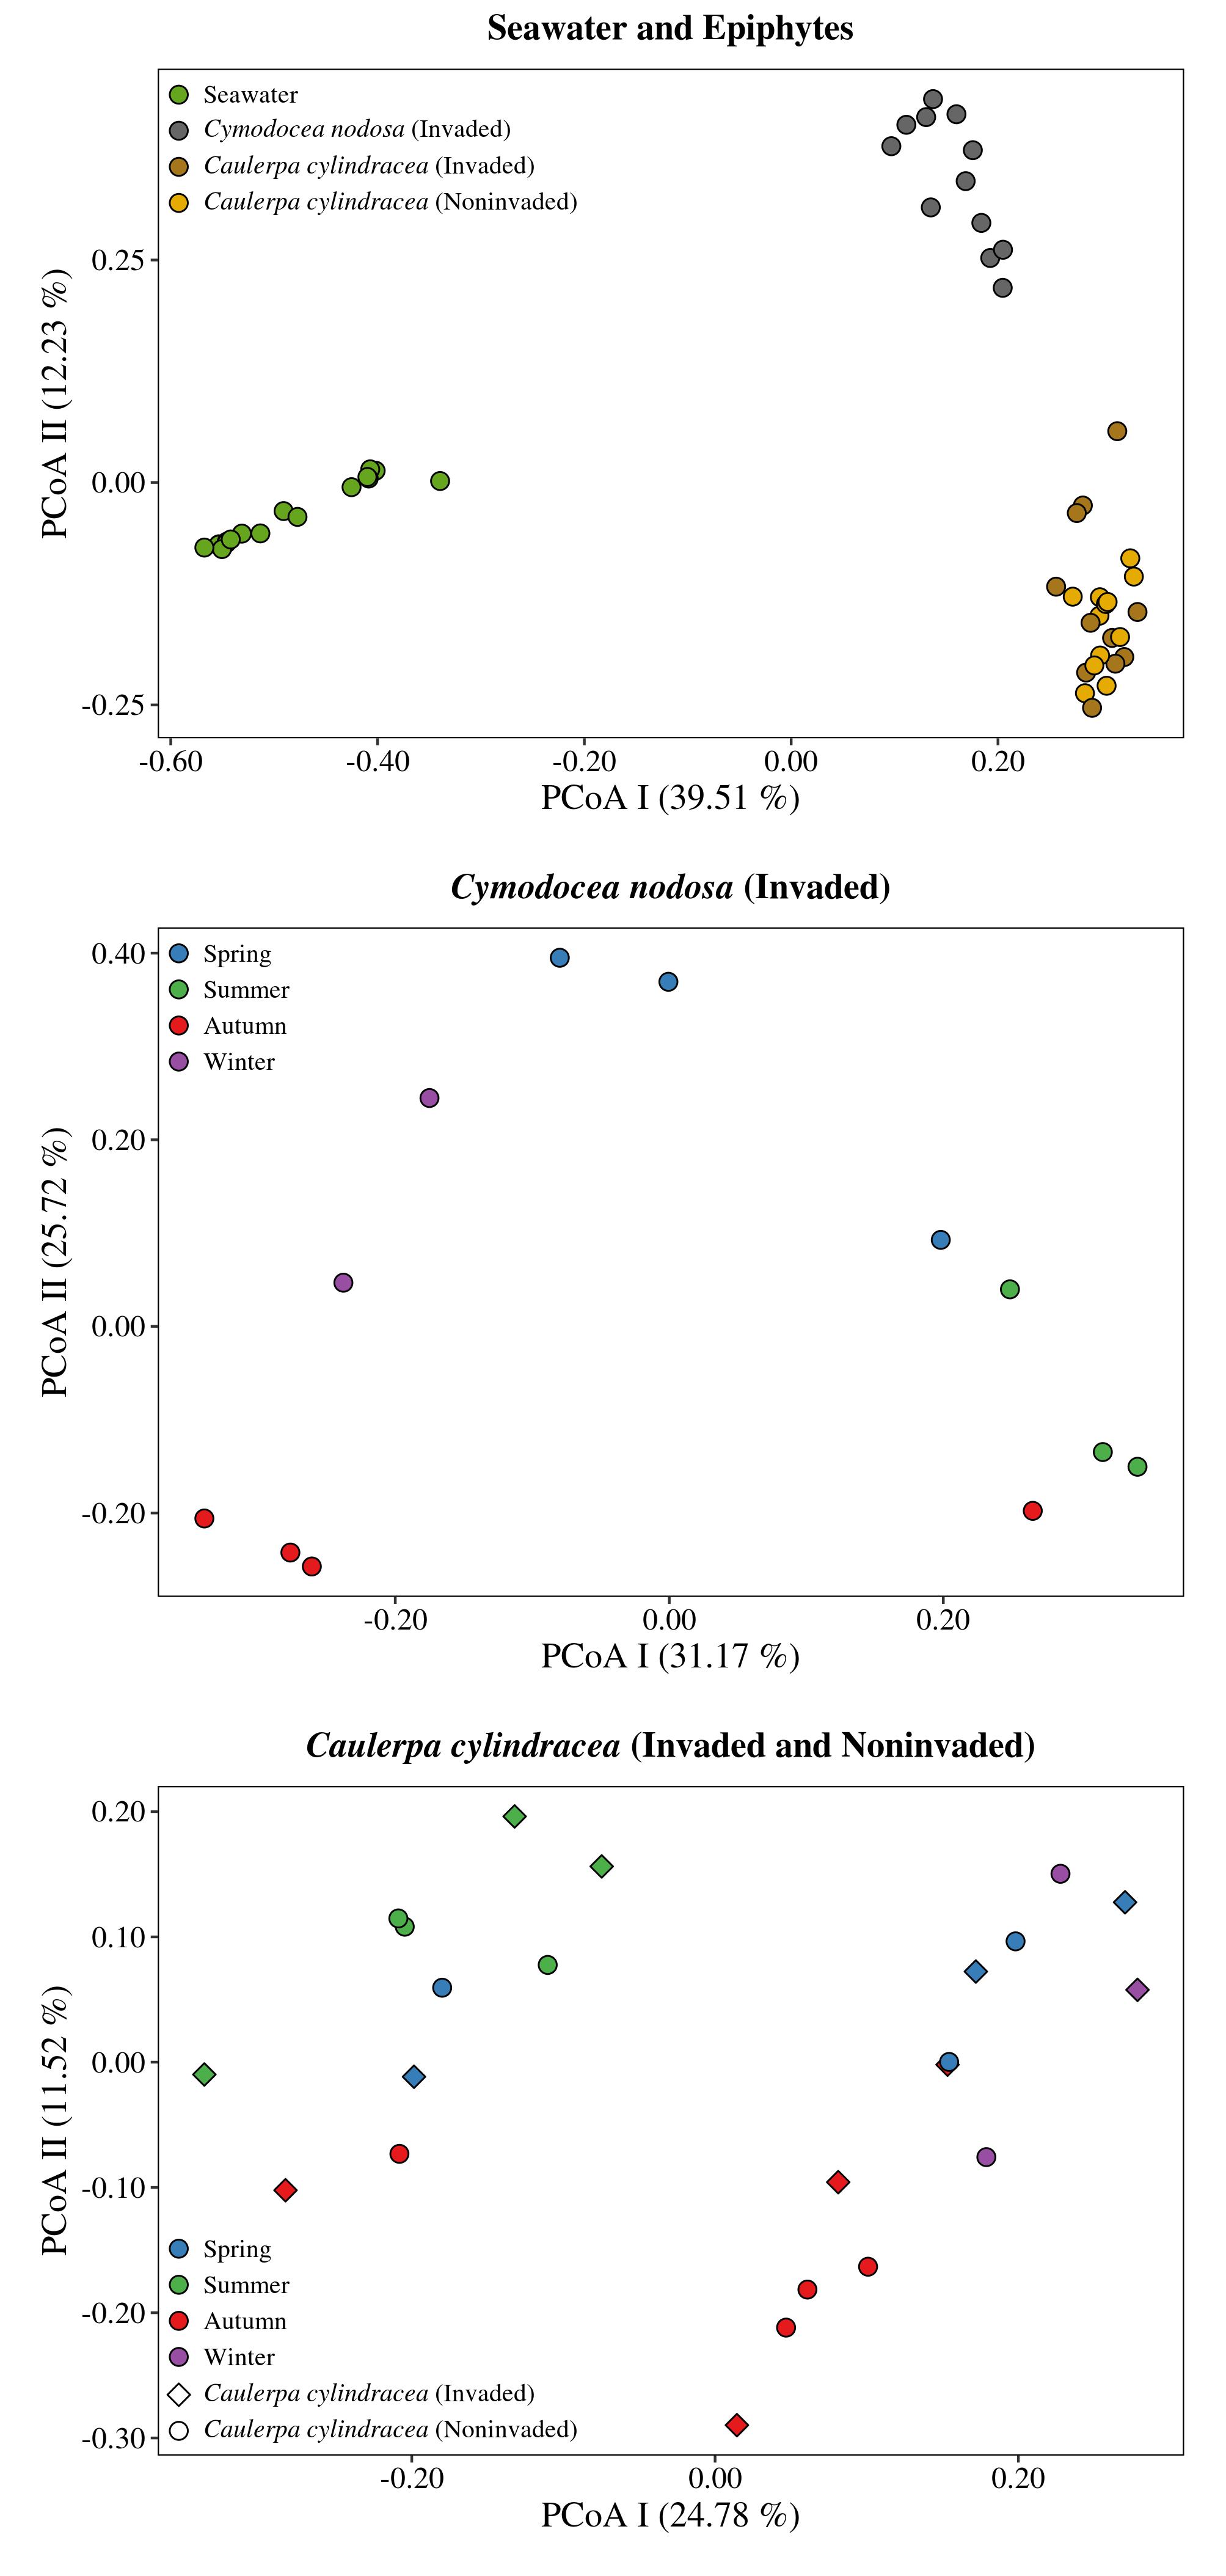 Seawater and Epiphytes
Seawater
Cymodocea nodosa (Invaded)
Caulerpa cylindracea (Invaded)
Caulerpa cylindracea (Noninvaded)
PCoA II (12.23 %)
0.25
0.00
-0.25
-0.60 -0.40 -0.20 0.00 0.20
PCoA I (39.51 %)
Cymodocea nodosa (Invaded)
Spring
Summer
Autumn
Winter
PCoA II (25.72 %)
0.40
0.20
0.00
-0.20
-0.20 0.00 0.20
PCoA I (31.17 %)
Caulerpa cylindracea (Invaded and Noninvaded)
PCoA II (11.52 %)
0.20
0.10
0.00
-0.10
-0.20
-0.30
Spring
Summer
Autumn
Winter
Caulerpa cylindracea (Invaded)
Caulerpa cylindracea (Noninvaded)
-0.20 0.00 0.20
PCoA I (24.78 %)